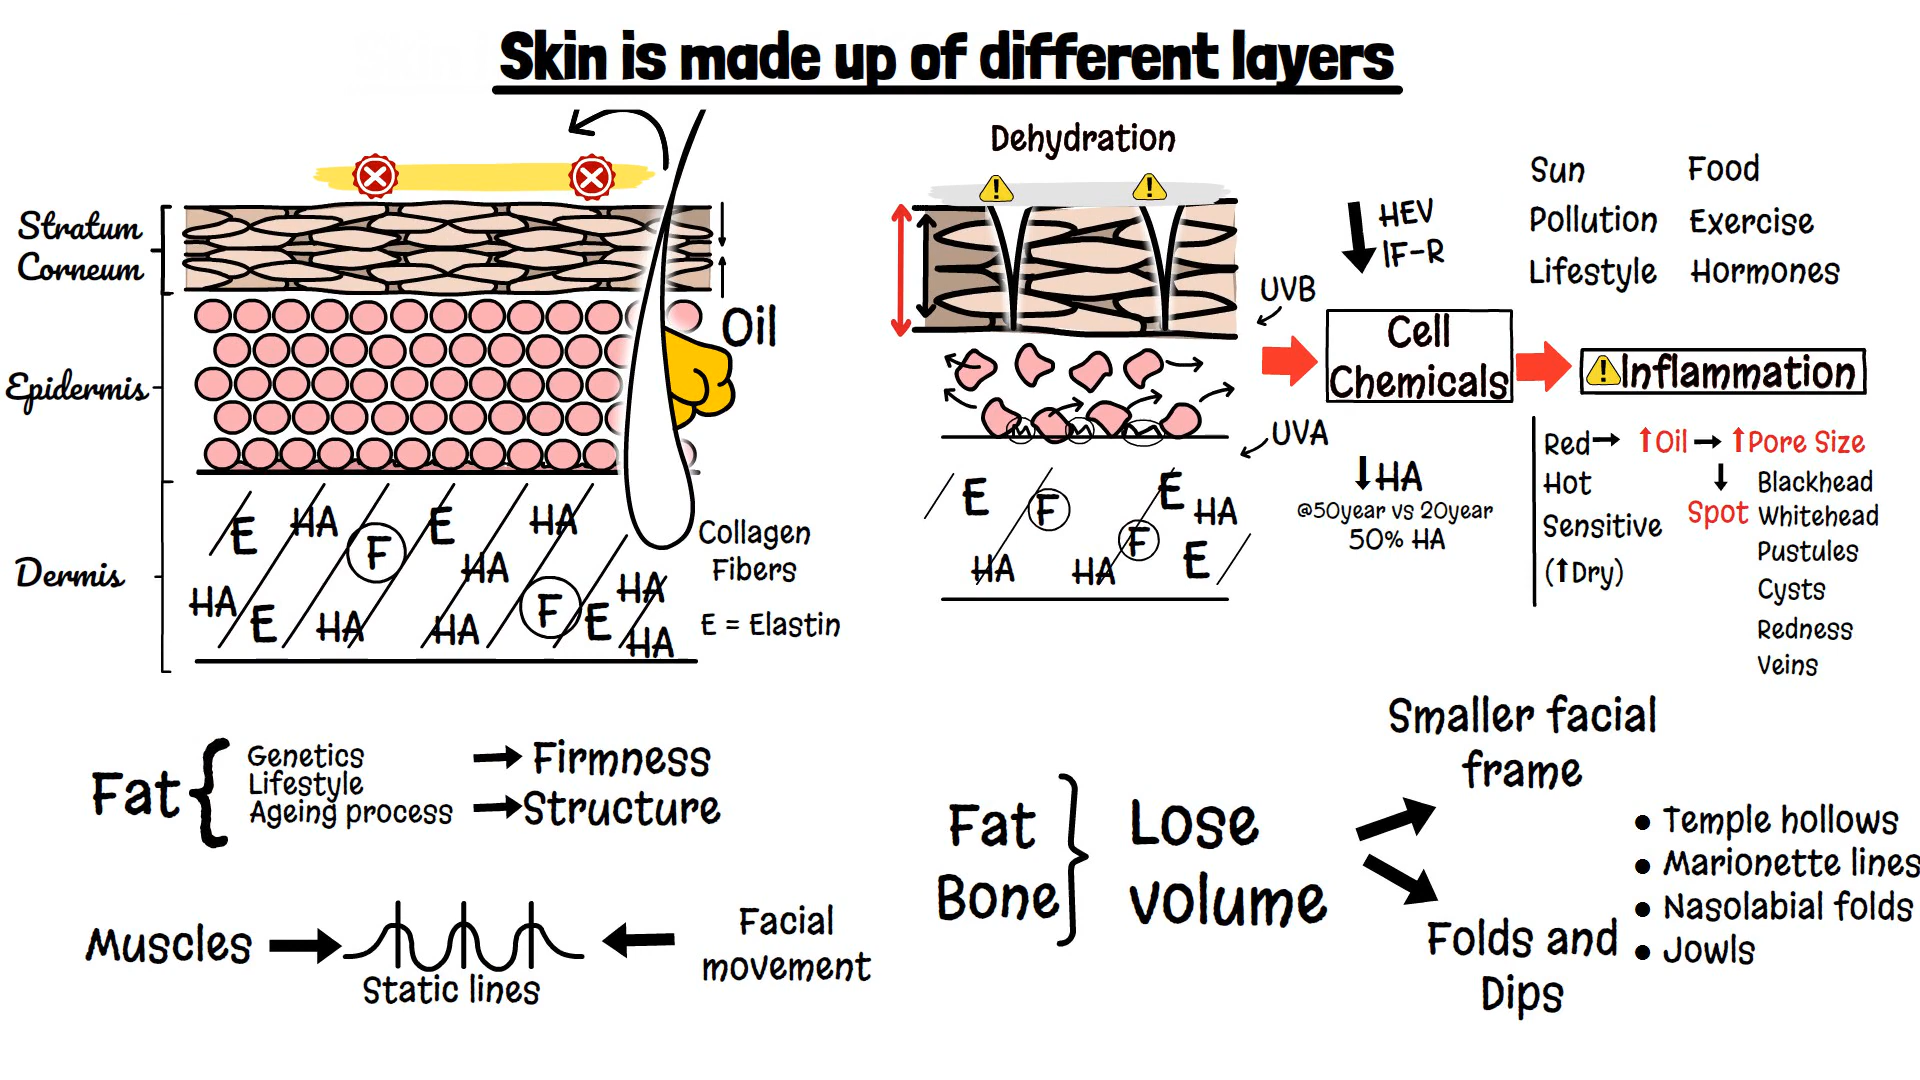 Skin is made up of different layers
Stratum
Corneum
Epidermis
Dermis
Oil
E HA F E HA
HA
HA
HA E HA HA F E
HA
Collagen
Fibers
E = Elastin
Dehydration
!
!
E F E HA
F
HA HA E
UVB
UVA
HEV
IF-R
Cell
Chemicals
HA
@50year vs 20year
50% HA
Sun Food
Pollution Exercise
Lifestyle Hormones
! Inflammation
Red → ↑Oil → ↑Pore Size
Hot
Sensitive
(↑Dry)
Spot
Blackhead
Whitehead
Pustules
Cysts
Redness
Veins
Fat
Genetics
Lifestyle
Ageing process
Firmness
Structure
Muscles
Static lines
Facial
movement
Fat
Bone
Lose
volume
Smaller facial
frame
Folds and
Dips
• Temple hollows
• Marionette lines
• Nasolabial folds
• Jowls